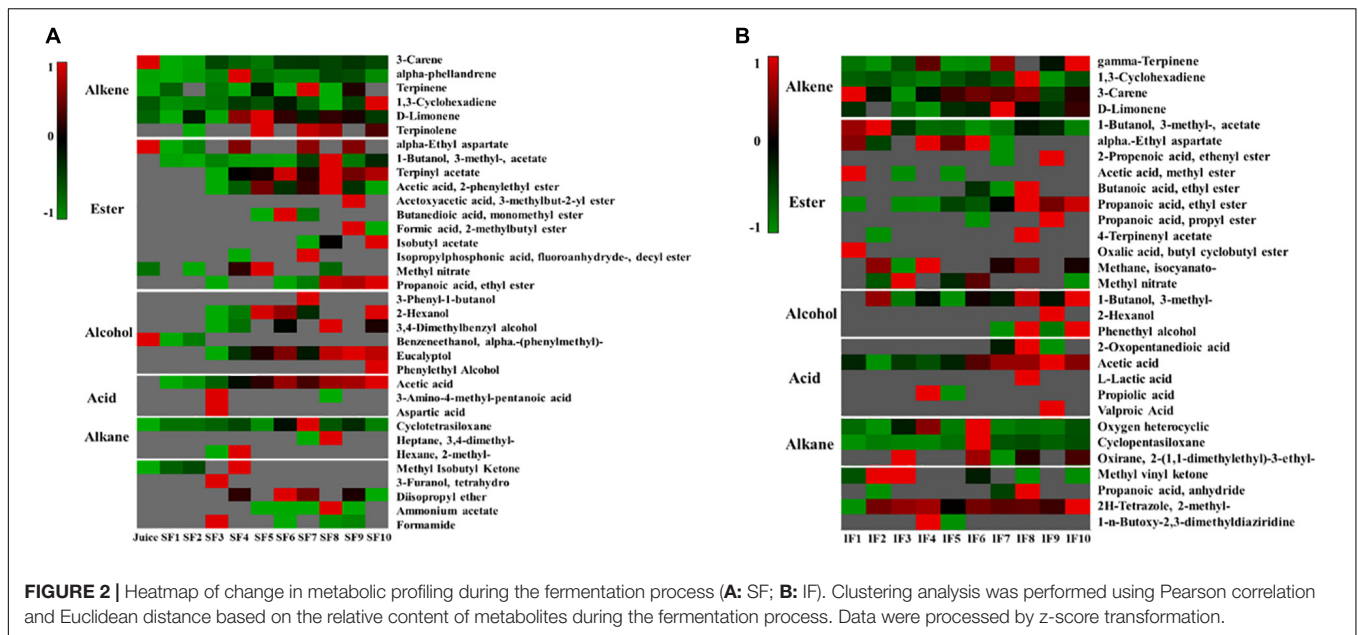 A
1
0
-1
Alkene
Ester
Alcohol
Acid
Alkane
3-Carene
alpha-phellandrene
Terpinene
1,3-Cyclohexadiene
D-Limonene
Terpinolene
alpha-Ethyl aspartate
1-Butanol, 3-methyl-, acetate
Terpinyl acetate
Acetic acid, 2-phenylethyl ester
Acetoxyacetic acid, 3-methylbut-2-yl ester
Butanedioic acid, monomethyl ester
Formic acid, 2-methylbutyl ester
Isobutyl acetate
Isopropylphosphonic acid, fluoroanhydryde-, decyl ester
Methyl nitrate
Propanoic acid, ethyl ester
3-Phenyl-1-butanol
2-Hexanol
3,4-Dimethylbenzyl alcohol
Benzeneethanol, alpha.-(phenylmethyl)-
Eucalyptol
Phenylethyl Alcohol
Acetic acid
3-Amino-4-methyl-pentanoic acid
Aspartic acid
Cyclotetrasiloxane
Heptane, 3,4-dimethyl-
Hexane, 2-methyl-
Methyl Isobutyl Ketone
3-Furanol, tetrahydro
Diisopropyl ether
Ammonium acetate
Formamide
Juice SF1 SF2 SF3 SF4 SF5 SF6 SF7 SF8 SF9 SF10
B
1
0
-1
Alkene
Ester
Alcohol
Acid
Alkane
gamma-Terpinene
1,3-Cyclohexadiene
3-Carene
D-Limonene
1-Butanol, 3-methyl-, acetate
alpha.-Ethyl aspartate
2-Propenoic acid, ethenyl ester
Acetic acid, methyl ester
Butanoic acid, ethyl ester
Propanoic acid, ethyl ester
Propanoic acid, propyl ester
4-Terpinenyl acetate
Oxalic acid, butyl cyclobutyl ester
Methane, isocyanato-
Methyl nitrate
1-Butanol, 3-methyl-
2-Hexanol
Phenethyl alcohol
2-Oxopentanedioic acid
Acetic acid
L-Lactic acid
Propiolic acid
Valproic Acid
Oxygen heterocyclic
Cyclopentasiloxane
Oxirane, 2-(1,1-dimethylethyl)-3-ethyl-
Methyl vinyl ketone
Propanoic acid, anhydride
2H-Tetrazole, 2-methyl-
1-n-Butoxy-2,3-dimethyldiaziridine
IF1 IF2 IF3 IF4 IF5 IF6 IF7 IF8 IF9 IF10
FIGURE 2 | Heatmap of change in metabolic profiling during the fermentation process (A: SF; B: IF). Clustering analysis was performed using Pearson correlation
and Euclidean distance based on the relative content of metabolites during the fermentation process. Data were processed by z-score transformation.